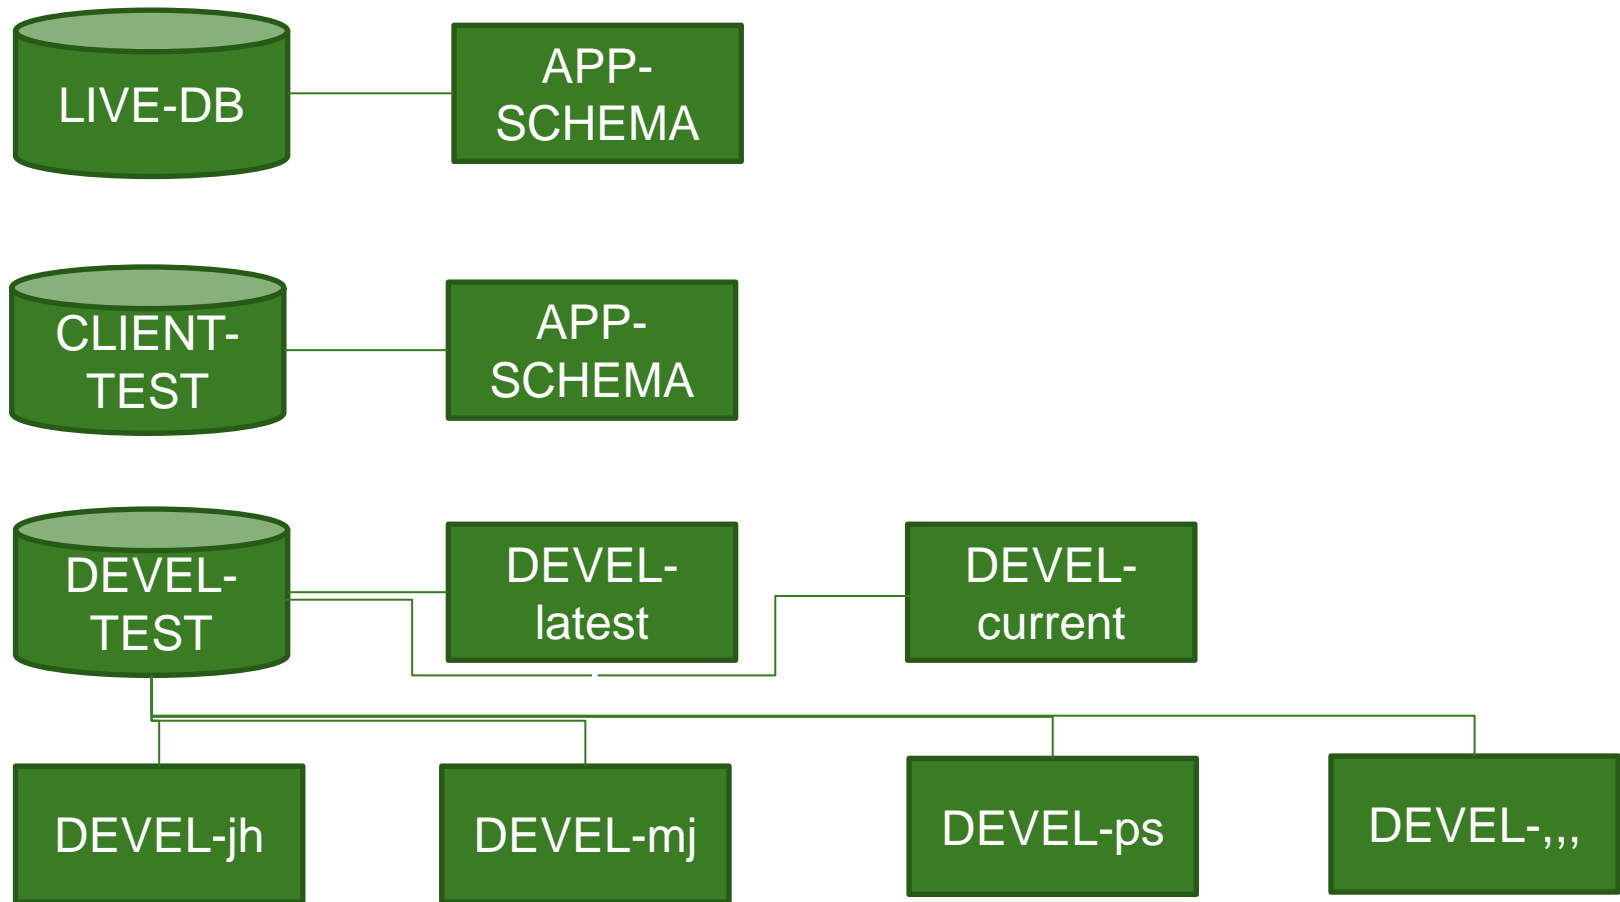 LIVE-DB
APP-
SCHEMA
CLIENT-
TEST
APP-
SCHEMA
DEVEL-
TEST
DEVEL-
latest
DEVEL-
current
DEVEL-jh
DEVEL-mj
DEVEL-ps
DEVEL-,,,